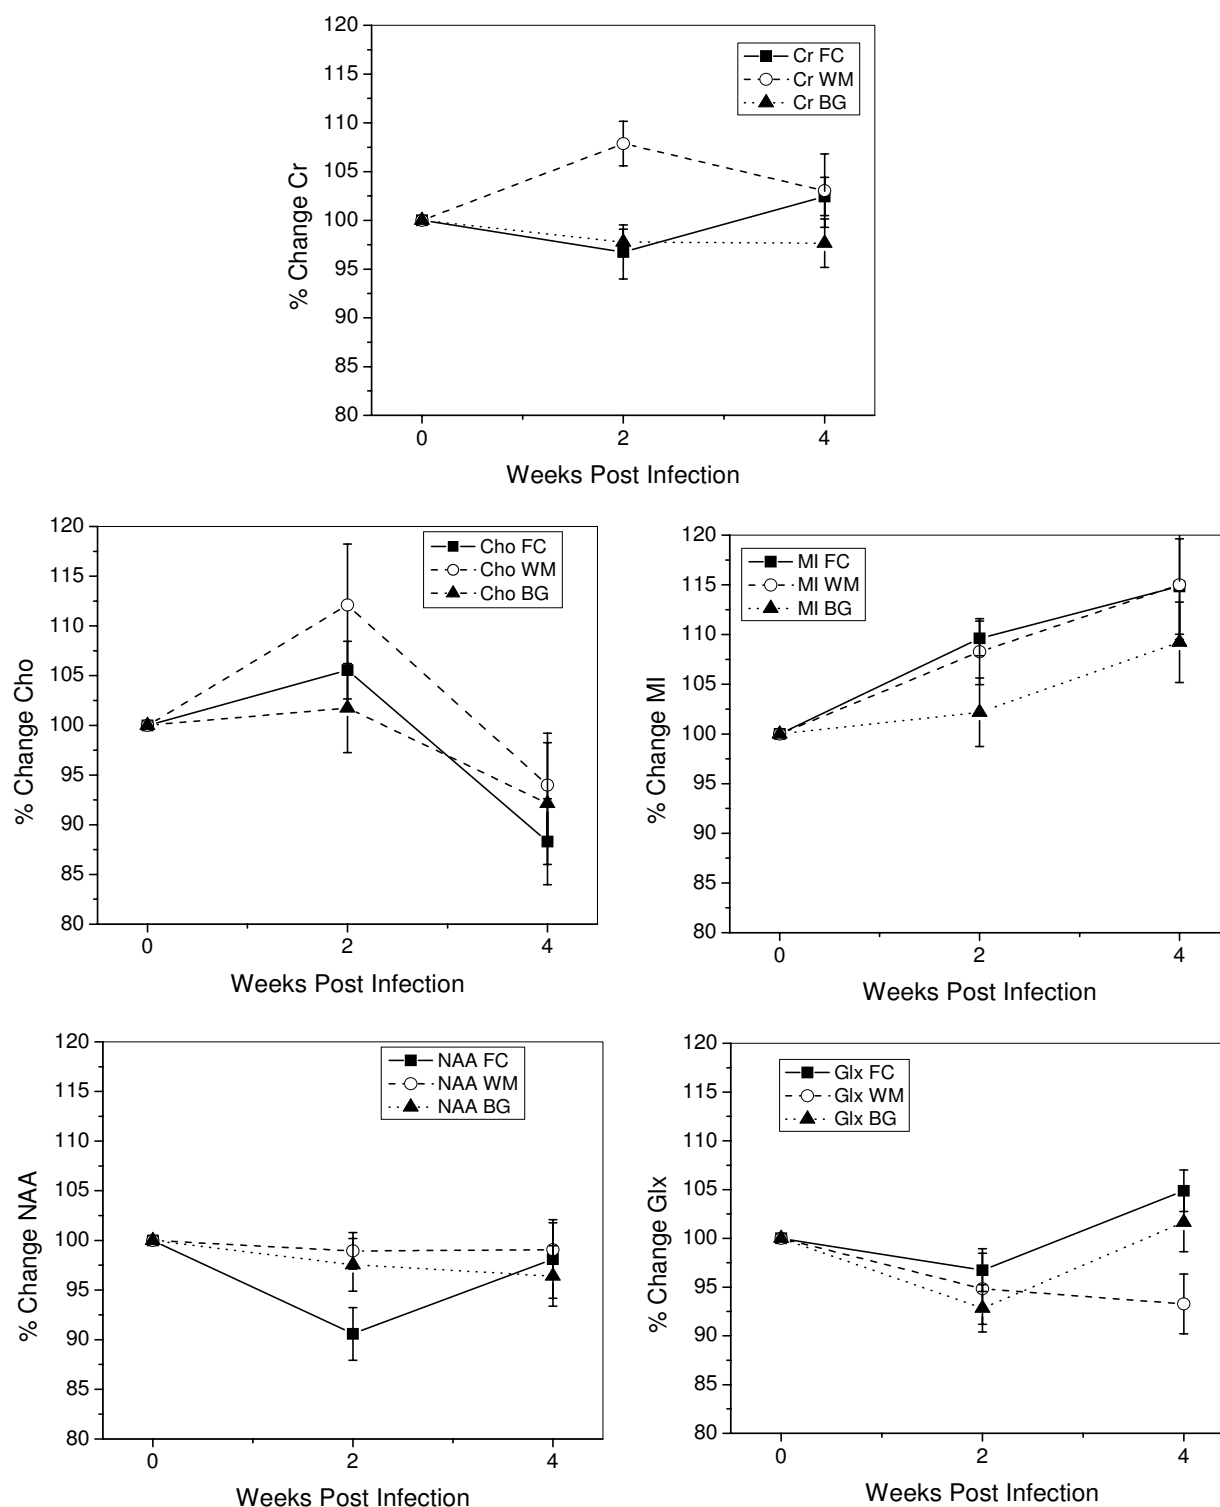 120
115
110
105
100
95
90
85
80
% Change Cr
Cr FC
Cr WM
Cr BG
0 2 4
Weeks Post Infection
120
115
110
105
100
95
90
85
80
% Change Cho
Cho FC
Cho WM
Cho BG
0 2 4
Weeks Post Infection
120
115
110
105
100
95
90
85
80
% Change MI
MI FC
MI WM
MI BG
0 2 4
Weeks Post Infection
120
115
110
105
100
95
90
85
80
% Change NAA
NAA FC
NAA WM
NAA BG
0 2 4
Weeks Post Infection
120
115
110
105
100
95
90
85
80
% Change Glx
Glx FC
Glx WM
Glx BG
0 2 4
Weeks Post Infection